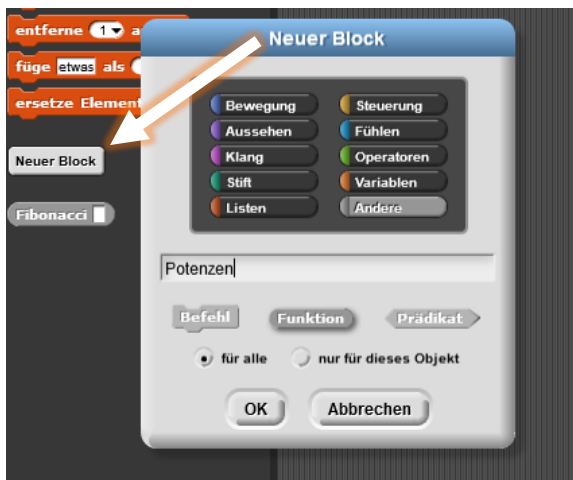 entferne 1 a
füge etwas als
ersetze Element
Neuer Block
Fibonacci
Neuer Block
Bewegung Steuerung
Aussehen Fühlen
Klang Operatoren
Stift Variablen
Listen Andere
Potenzen
Befehl Funktion Prädikat
für alle nur für dieses Objekt
OK Abbrechen